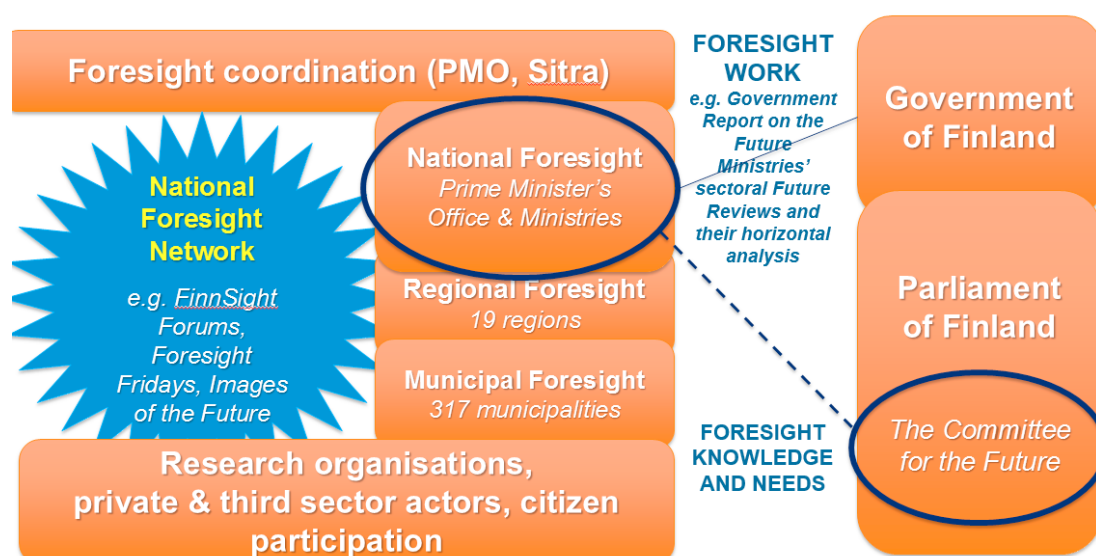 Foresight coordination (PMO, Sitra)
National
Foresight
Network
e.g. FinnSight
Forums,
Foresight
Fridays, Images
of the Future
National Foresight
Prime Minister's
Office & Ministries
Regional Foresight
19 regions
Municipal Foresight
317 municipalities
Research organisations,
private & third sector actors, citizen
participation
FORESIGHT
WORK
e.g. Government
Report on the
Future
Ministries'
sectoral Future
Reviews and
their horizontal
analysis
FORESIGHT
KNOWLEDGE
AND NEEDS
Government
of Finland
Parliament
of Finland
The Committee
for the Future